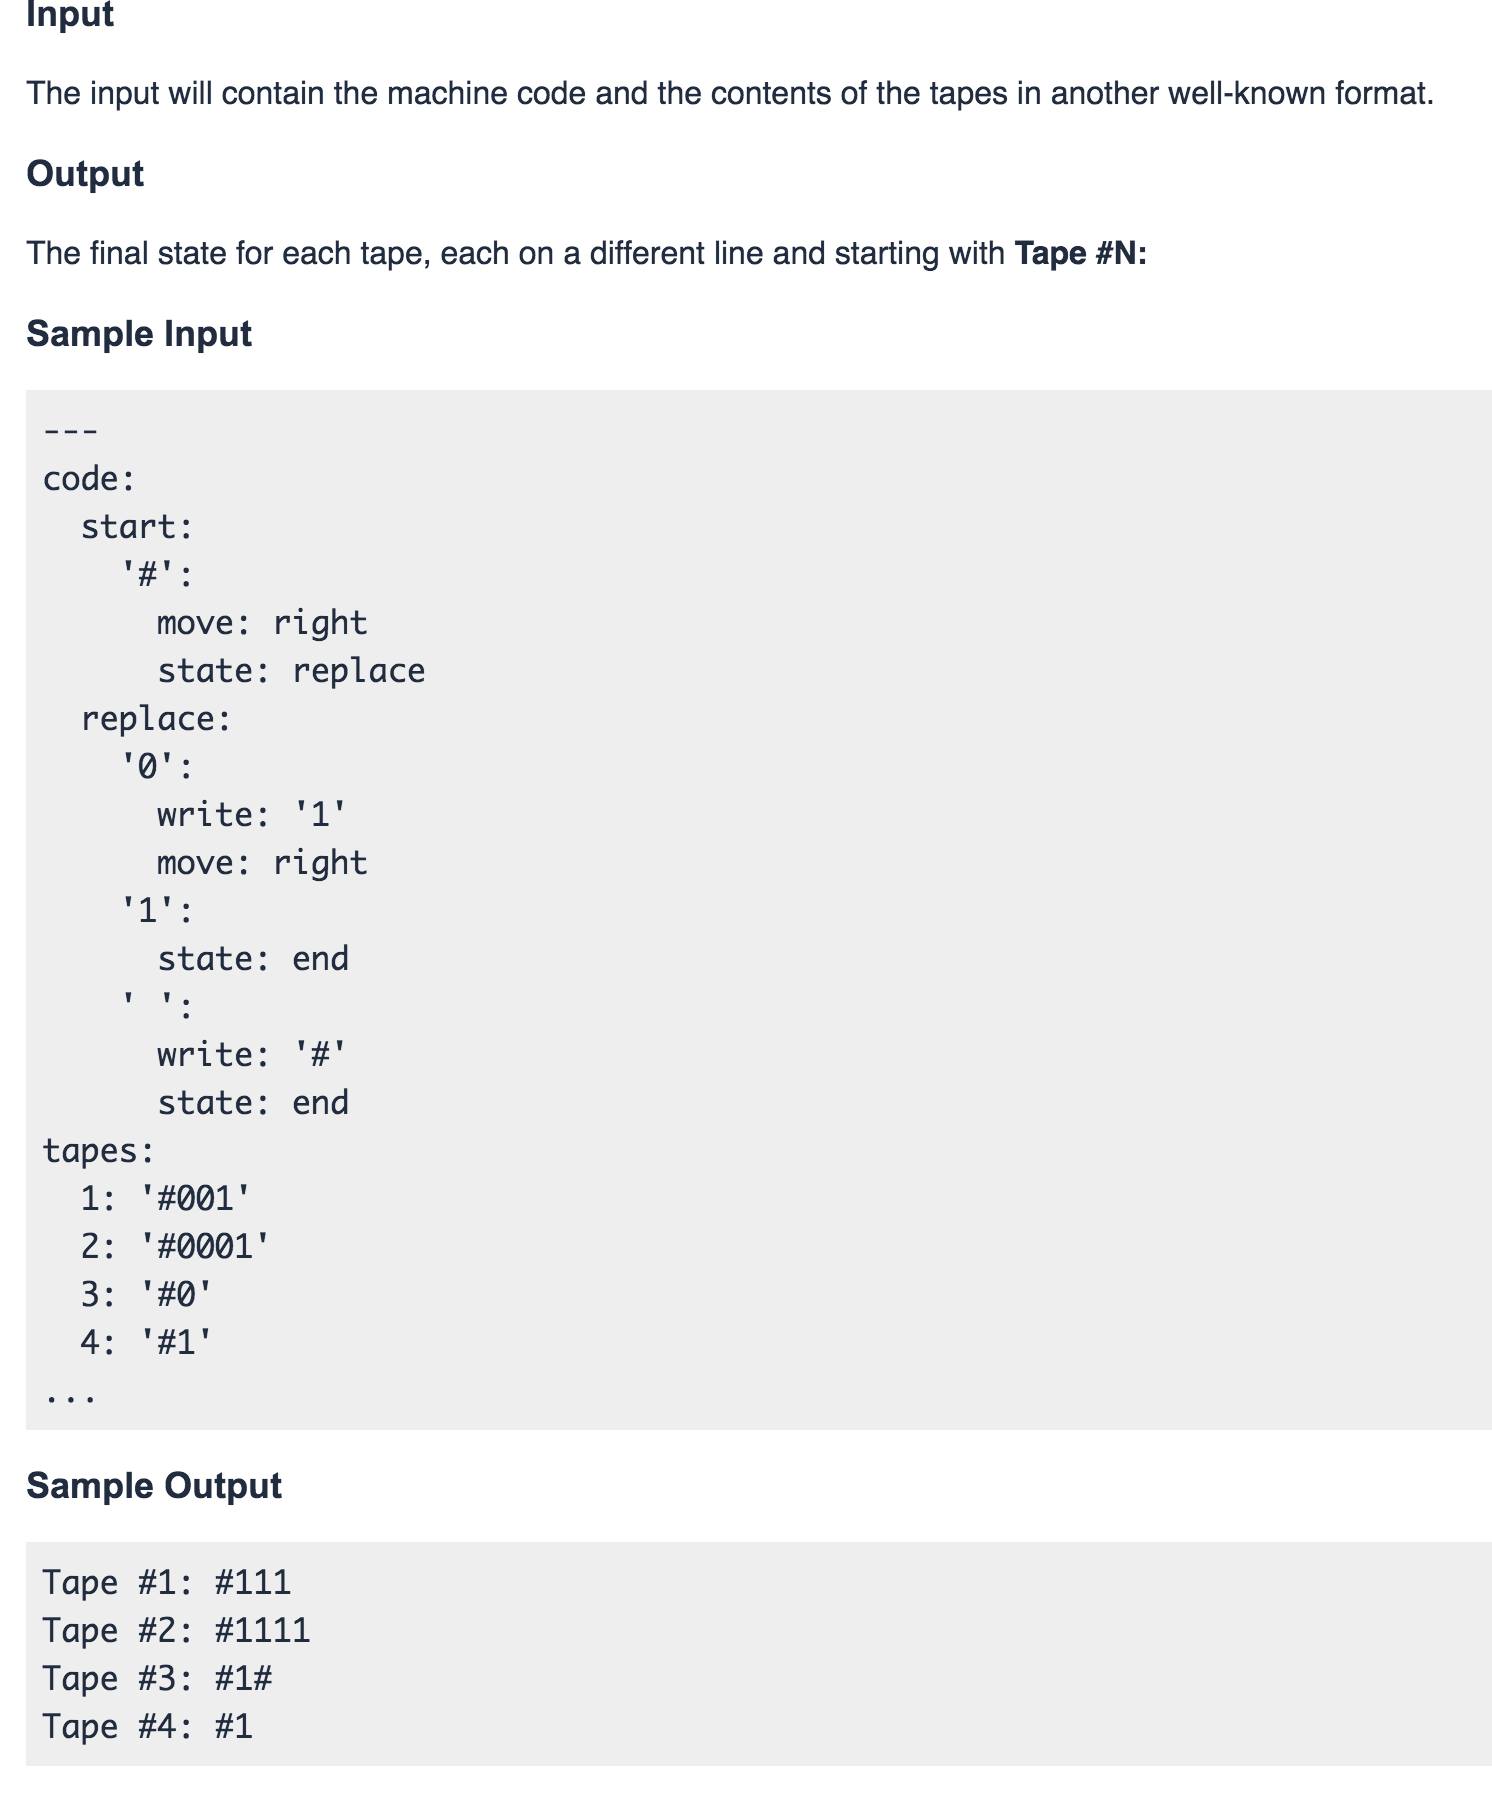 Input
The input will contain the machine code and the contents of the tapes in another well-known format.
Output
The final state for each tape, each on a different line and starting with Tape #N:
Sample Input
---
code:
  start:
    '#':
      move: right
      state: replace
  replace:
    '0':
      write: '1'
      move: right
    '1':
      state: end
    ' ':
      write: '#'
      state: end
tapes:
  1: '#001'
  2: '#0001'
  3: '#0'
  4: '#1'
...
Sample Output
Tape #1: #111
Tape #2: #1111
Tape #3: #1#
Tape #4: #1